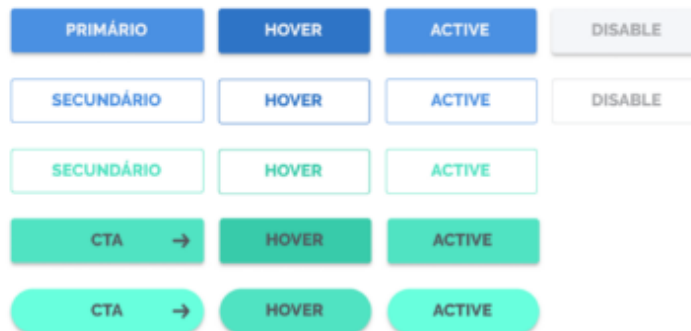 PRIMÁRIO HOVER ACTIVE DISABLE
SECUNDÁRIO HOVER ACTIVE DISABLE
SECUNDÁRIO HOVER ACTIVE
CTA → HOVER ACTIVE
CTA → HOVER ACTIVE